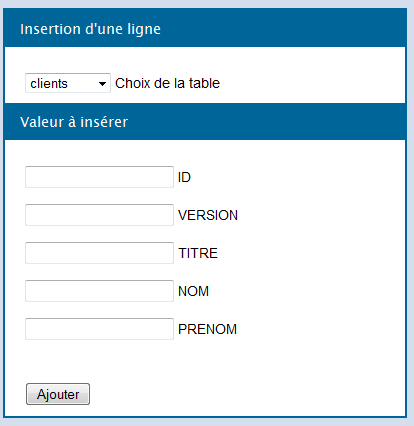 Insertion d'une ligne
clients Choix de la table
Valeur à insérer
ID
VERSION
TITRE
NOM
PRENOM
Ajouter